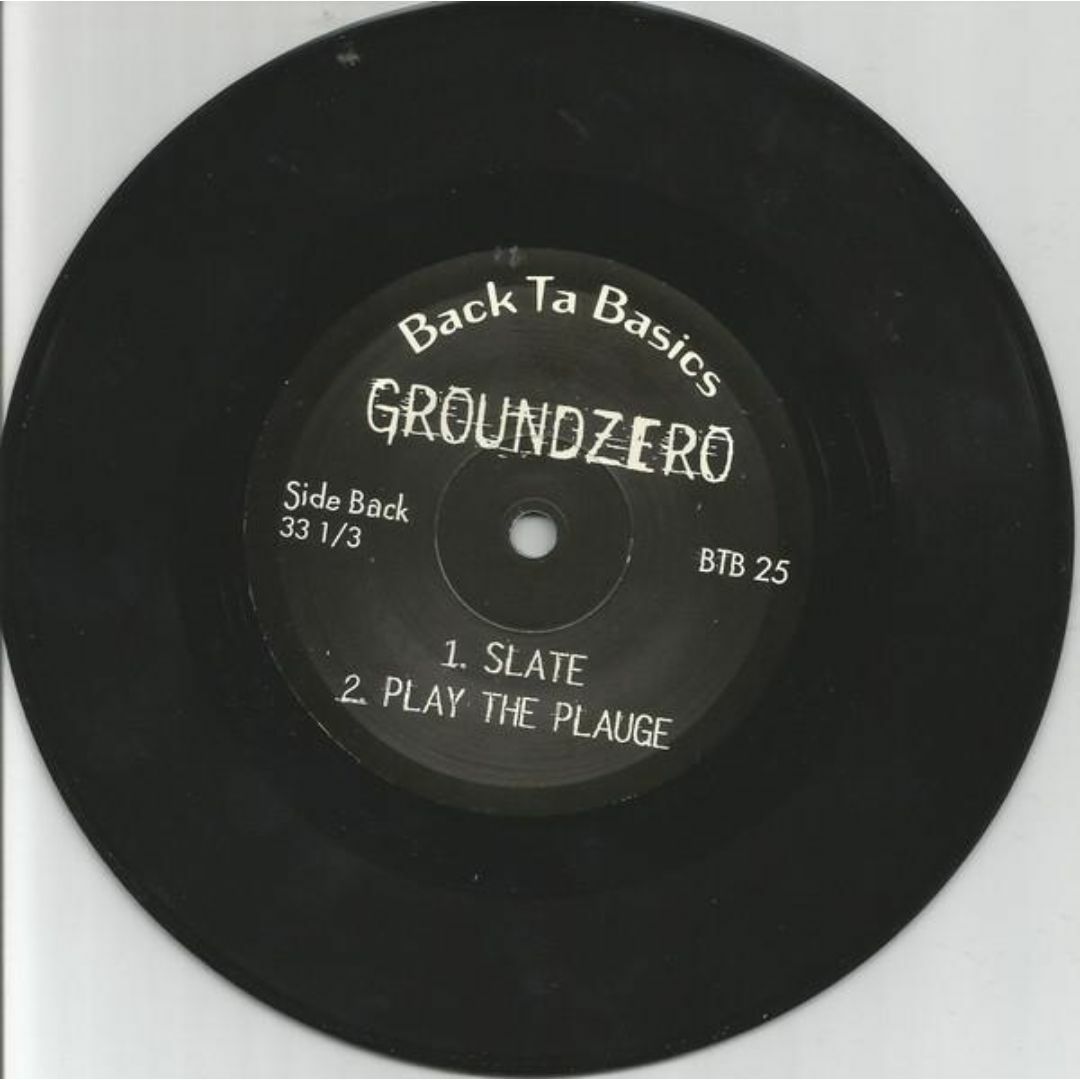 Back Ta Basics
GROUNDZERO
Side Back
33 1/3
BTB 25
1. SLATE
2. PLAY THE PLAUGE